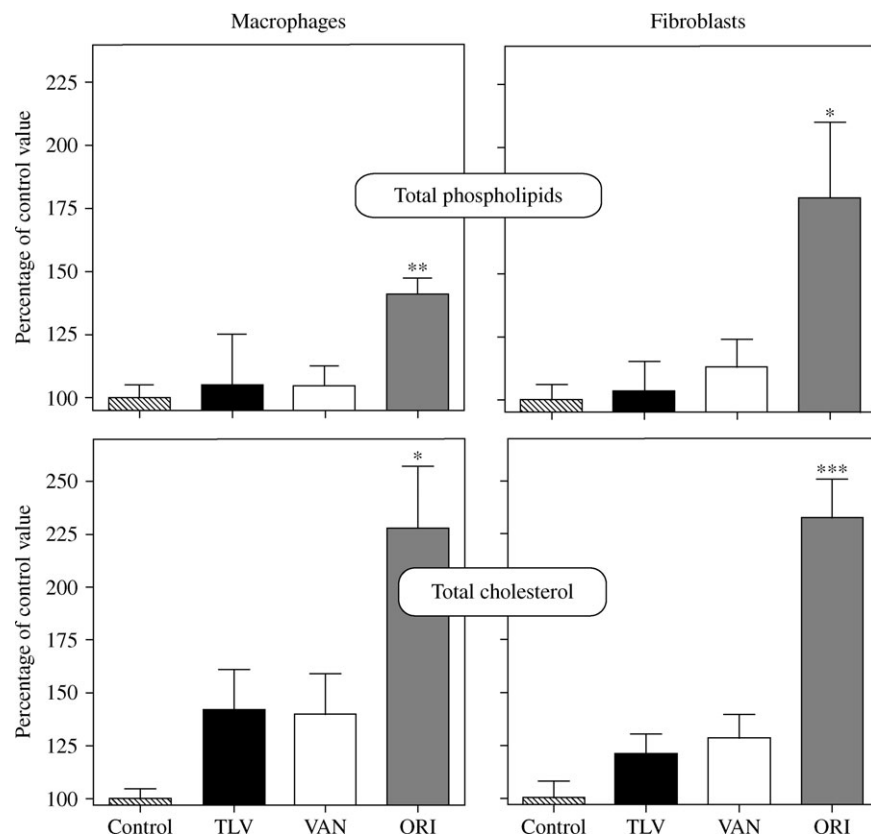 Macrophages
Fibroblasts
Percentage of control value
225
200
175
150
125
100
Total phospholipids
**
*
Percentage of control value
250
225
200
150
125
100
Total cholesterol
*
***
Control TLV VAN ORI
Control TLV VAN ORI